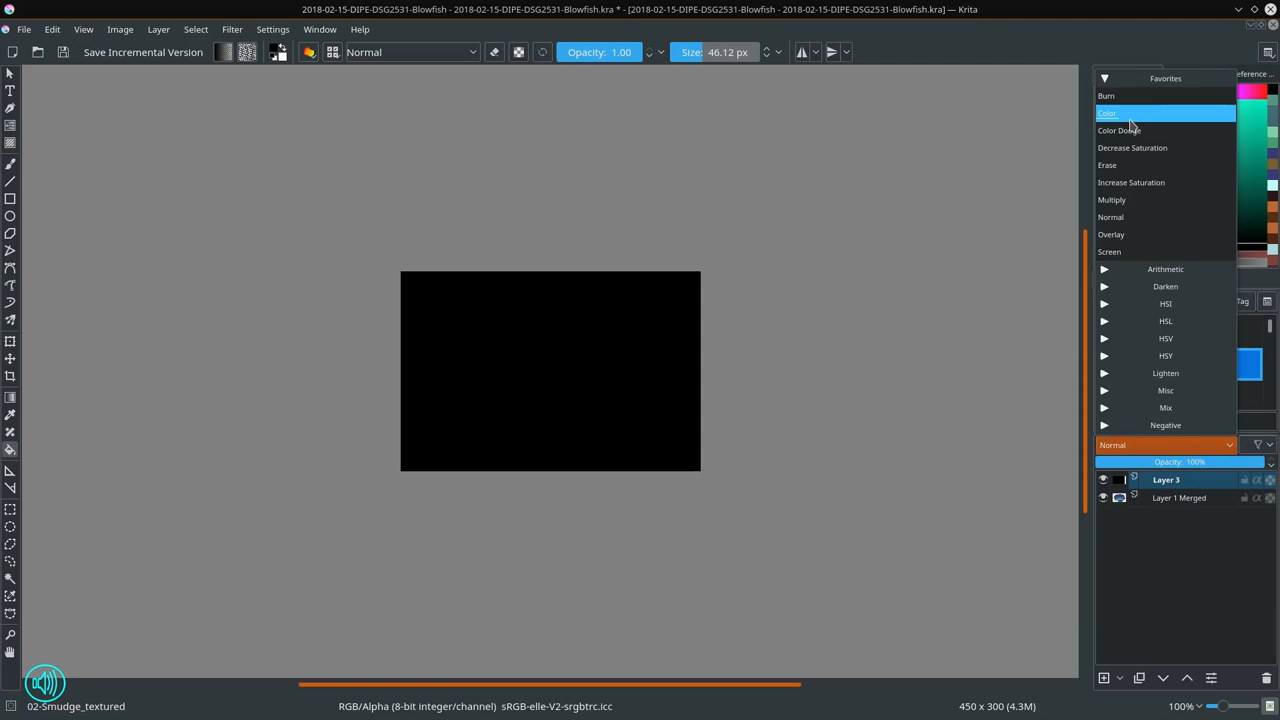 2018-02-15-DIPE-DSG2531-Blowfish.kra - 2018-02-15-DIPE-DSG2531-Blowfish.kra * - [2018-02-15-DIPE-DSG2531-Blowfish - 2018-02-15-DIPE-DSG2531-Blowfish.kra] — Krita
File Edit View Image Layer Select Filter Settings Window Help
Save Incremental Version Normal Opacity: 1.00 Size: 46.12 px
eference ...
Favorites
Burn
Color
Color Dodge
Decrease Saturation
Erase
Increase Saturation
Multiply
Normal
Overlay
Screen
Arithmetic
Darken
HSI
Tag
HSL
HSV
HSY
Lighten
Misc
Mix
Negative
Normal
Opacity: 100%
Layer 3
Layer 1 Merged
02-Smudge_textured RGB/Alpha (8-bit integer/channel) sRGB-elle-V2-srgbtrc.icc 450 x 300 (4.3M) 100%